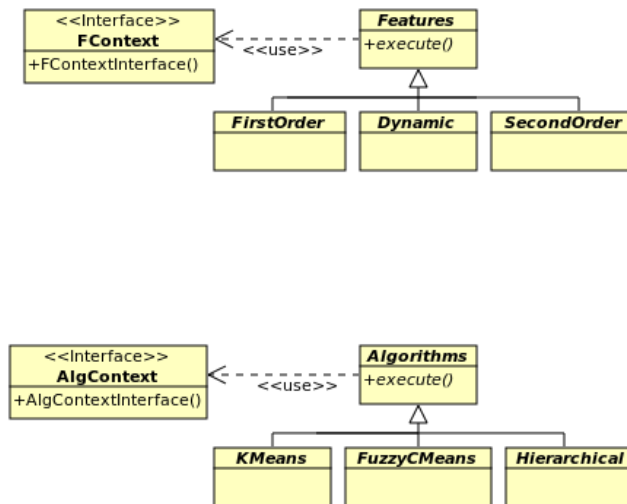 <<Interface>>
FContext
+FContextInterface()
<<use>>
Features
+execute()
FirstOrder
Dynamic
SecondOrder
<<Interface>>
AlgContext
+AlgContextInterface()
<<use>>
Algorithms
+execute()
KMeans
FuzzyCMeans
Hierarchical